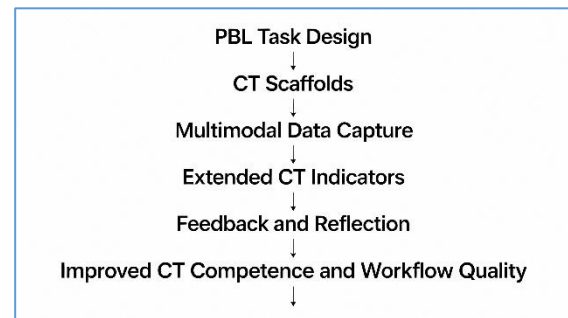 PBL Task Design
CT Scaffolds
Multimodal Data Capture
Extended CT Indicators
Feedback and Reflection
Improved CT Competence and Workflow Quality